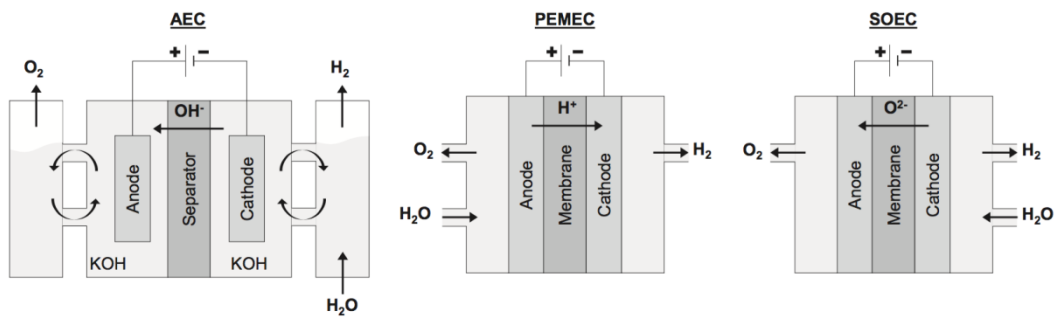 AEC
+ −
O₂
H₂
OH⁻
Anode
Separator
Cathode
KOH
KOH
H₂O
PEMEC
+ −
H⁺
O₂
H₂
H₂O
Anode
Membrane
Cathode
SOEC
+ −
O²⁻
O₂
H₂
H₂O
Anode
Membrane
Cathode